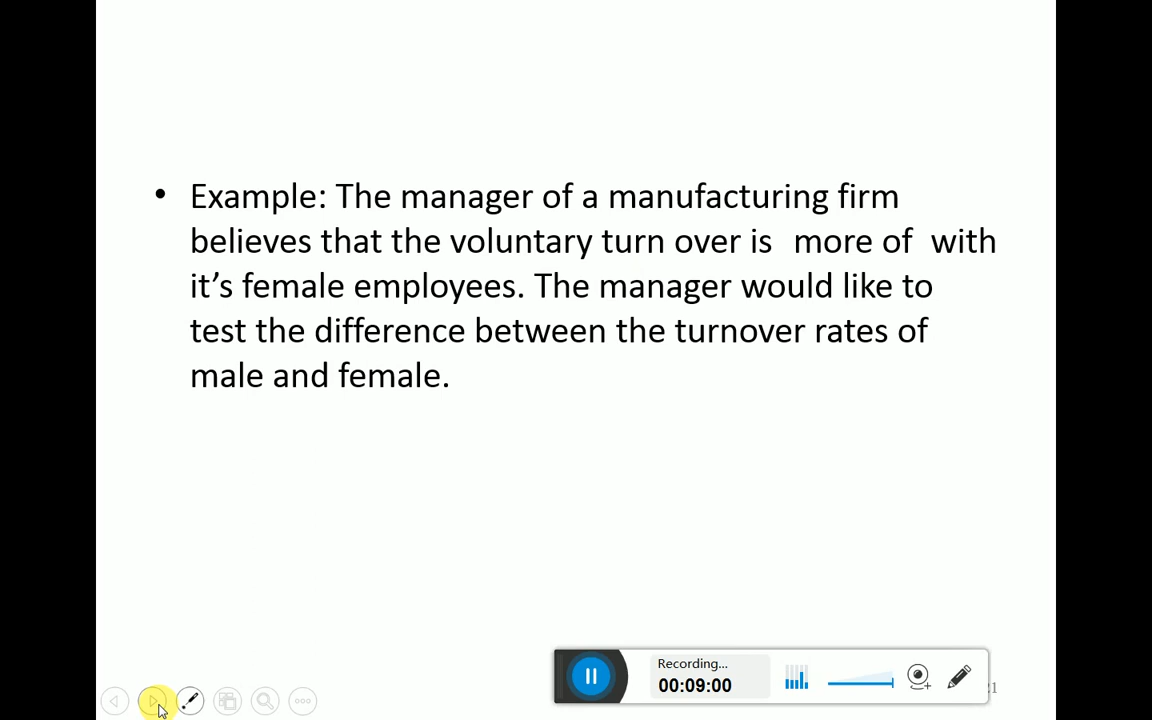 • Example: The manager of a manufacturing firm
believes that the voluntary turn over is more of with
it’s female employees. The manager would like to
test the difference between the turnover rates of
male and female.
Recording...
00:09:00
21